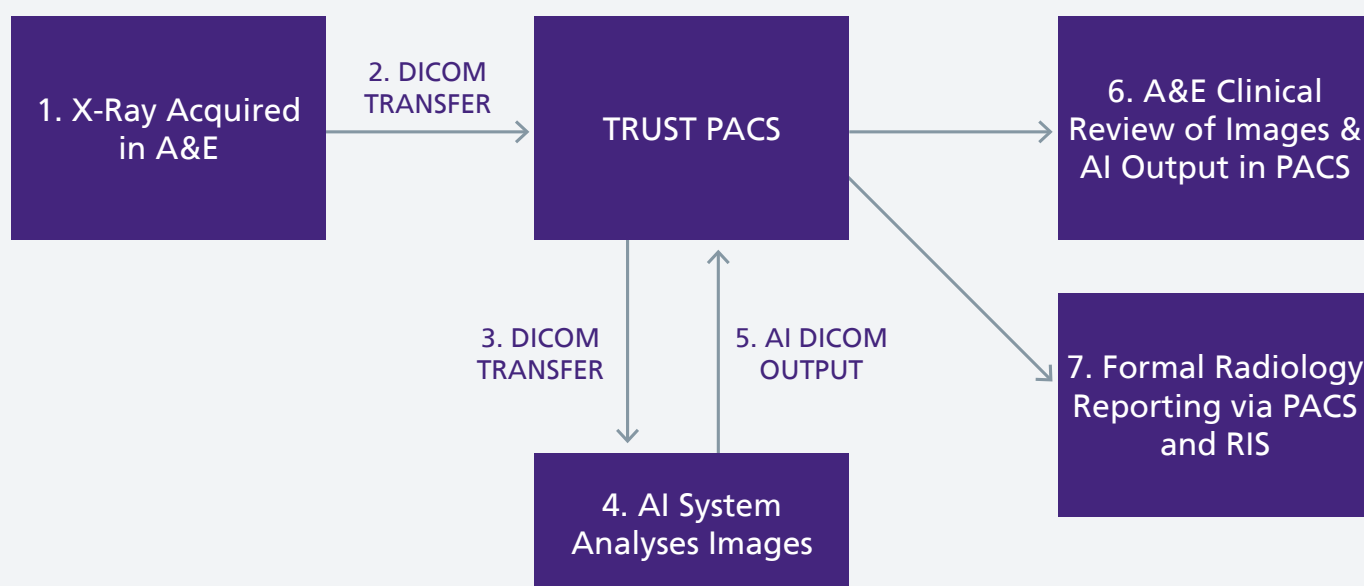 1. X-Ray Acquired
in A&E
2. DICOM
TRANSFER
TRUST PACS
6. A&E Clinical
Review of Images &
AI Output in PACS
3. DICOM
TRANSFER
5. AI DICOM
OUTPUT
7. Formal Radiology
Reporting via PACS
and RIS
4. AI System
Analyses Images